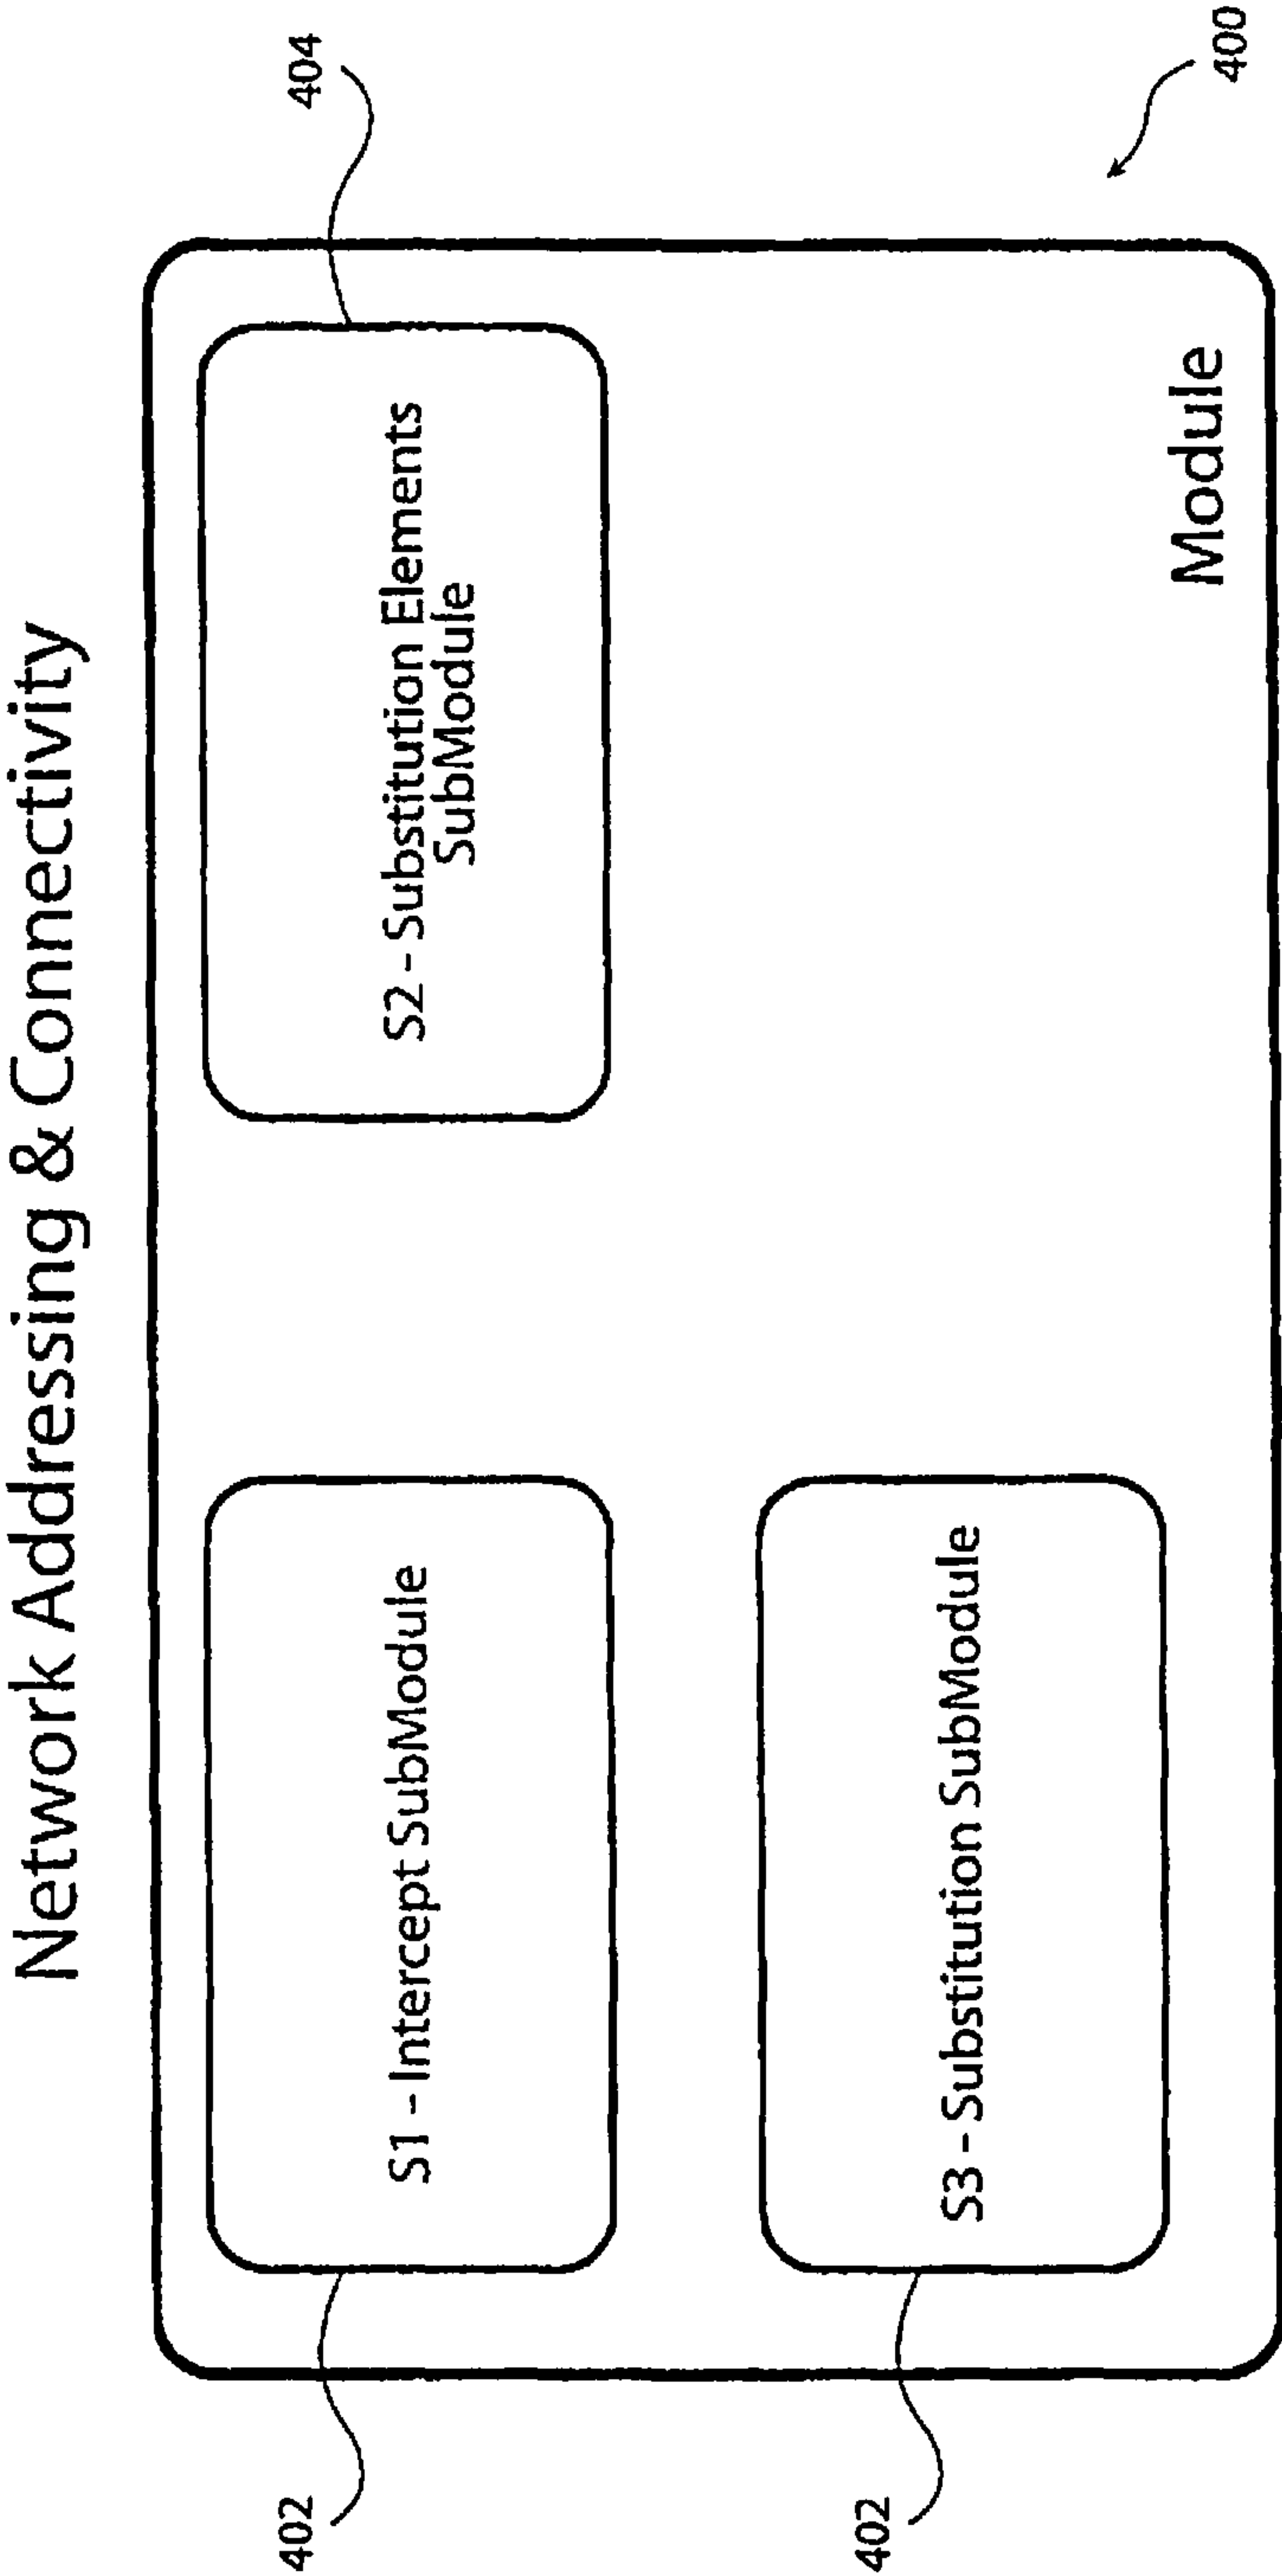 Network Addressing & Connectivity
402
S1 – Intercept SubModule
S2 – Substitution Elements
SubModule
404
402
S3 – Substitution SubModule
Module
400